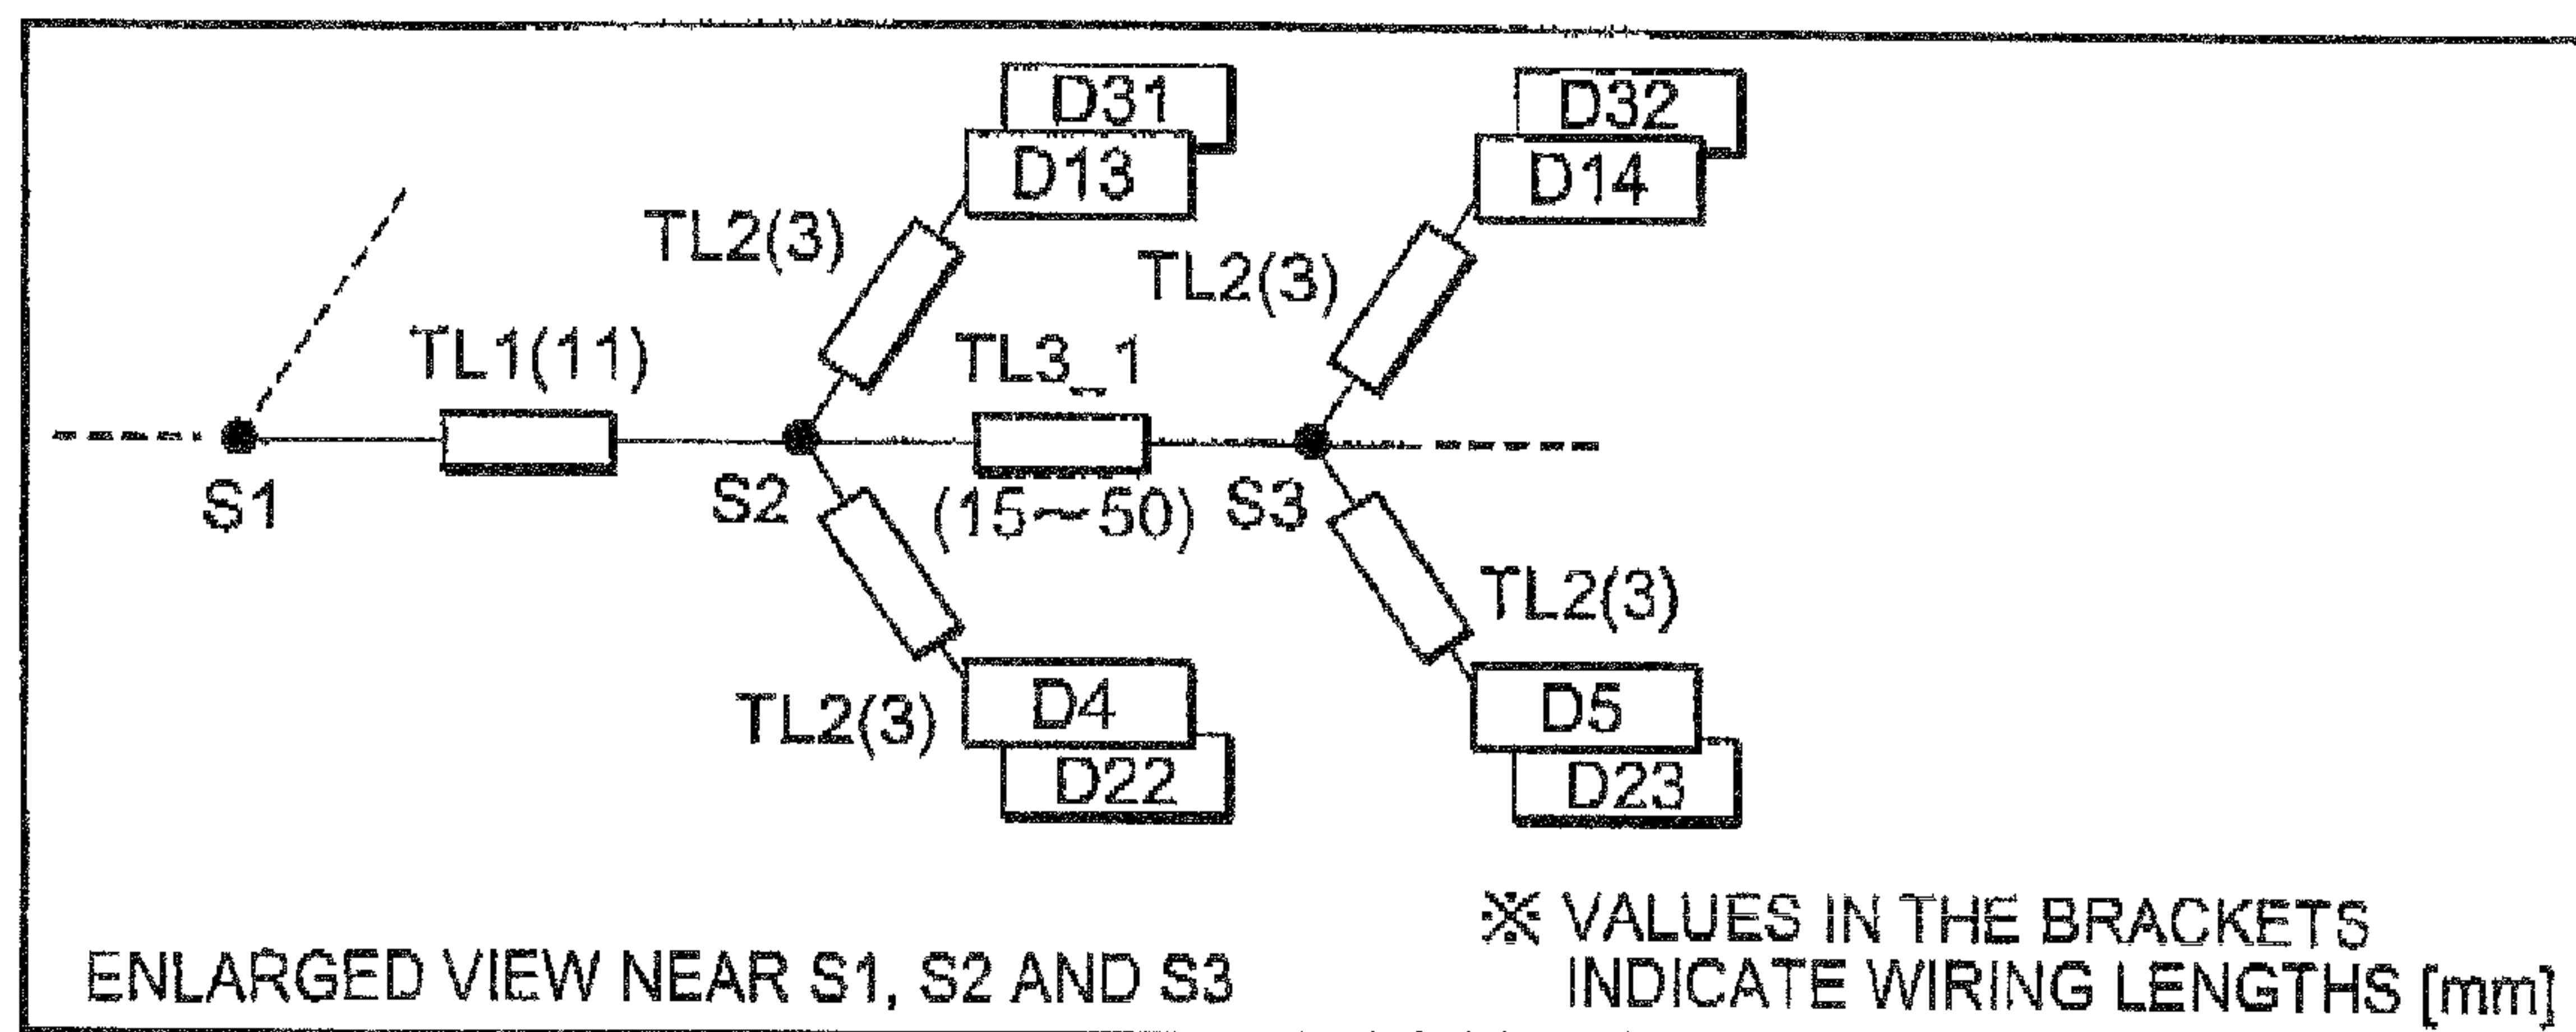 D31
D32
D13
D14
TL2(3)
TL2(3)
TL1(11)
TL3_1
S1
S2
(15~50)
S3
TL2(3)
TL2(3)
D4
D5
D22
D23
※ VALUES IN THE BRACKETS
INDICATE WIRING LENGTHS [mm]
ENLARGED VIEW NEAR S1, S2 AND S3